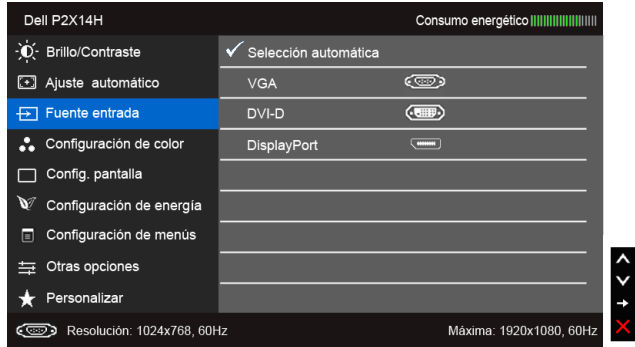 Dell P2X14H
Consumo energético
Brillo/Contraste
Selección automática
Ajuste automático
VGA
Fuente entrada
DVI-D
Configuración de color
DisplayPort
Config. pantalla
Configuración de energía
Configuración de menús
Otras opciones
Personalizar
Resolución: 1024x768, 60Hz
Máxima: 1920x1080, 60Hz